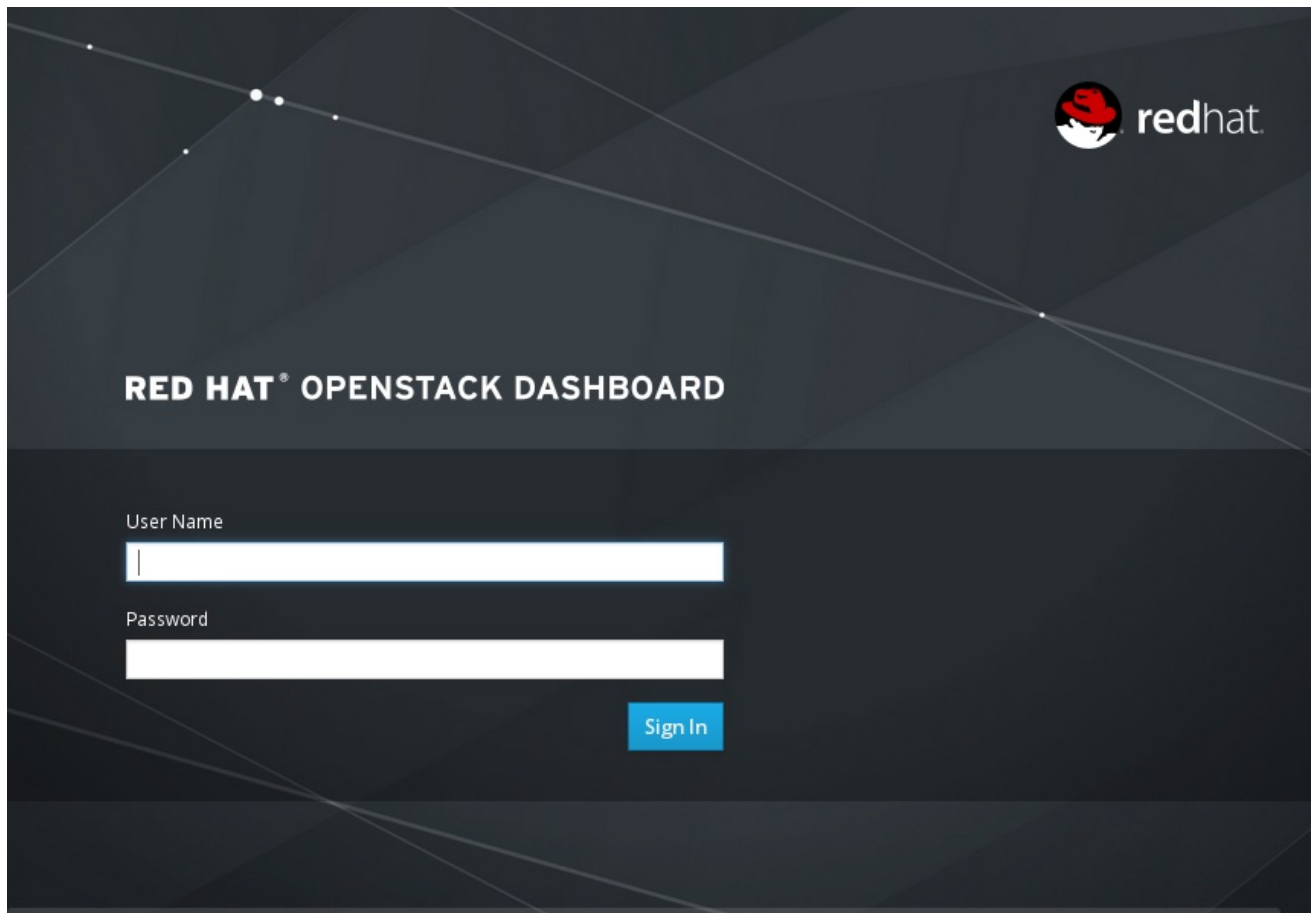 redhat.
RED HAT® OPENSTACK DASHBOARD
User Name
Password
Sign In